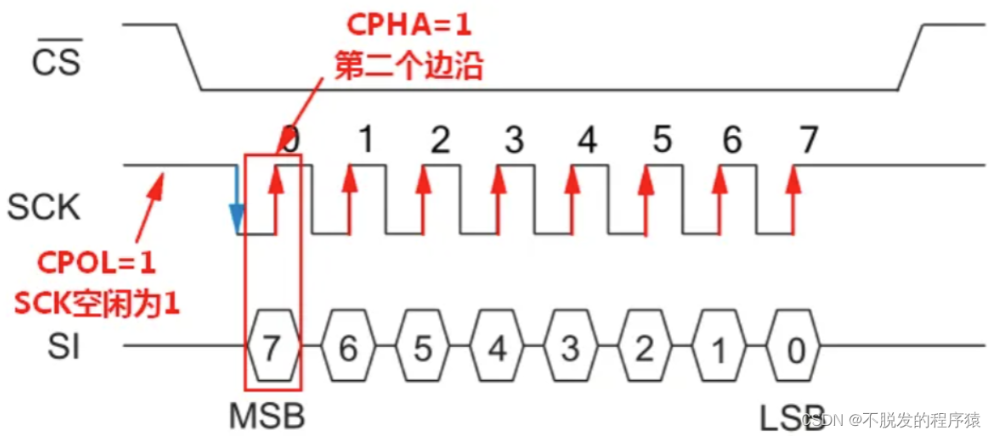 CPHA=1
第二个边沿
CS
0 1 2 3 4 5 6 7
SCK
CPOL=1
SCK空闲为1
SI
7 6 5 4 3 2 1 0
MSB
LSB
CSDN @不脱发的程序猿